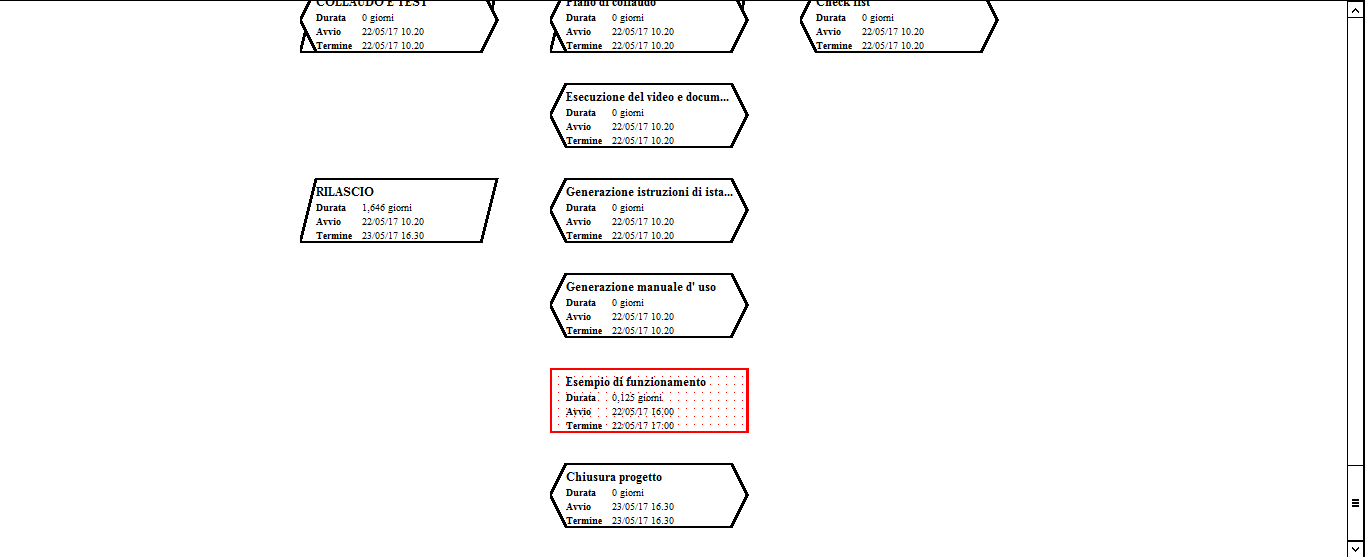 COLLAUDO E TEST
Durata 0 giorni
Avvio 22/05/17 10.20
Termine 22/05/17 10.20
Piano di collaudo
Durata 0 giorni
Avvio 22/05/17 10.20
Termine 22/05/17 10.20
Check list
Durata 0 giorni
Avvio 22/05/17 10.20
Termine 22/05/17 10.20
Esecuzione del video e docum...
Durata 0 giorni
Avvio 22/05/17 10.20
Termine 22/05/17 10.20
RILASCIO
Durata 1,646 giorni
Avvio 22/05/17 10.20
Termine 23/05/17 16.30
Generazione istruzioni di ista...
Durata 0 giorni
Avvio 22/05/17 10.20
Termine 22/05/17 10.20
Generazione manuale d' uso
Durata 0 giorni
Avvio 22/05/17 10.20
Termine 22/05/17 10.20
Esempio di funzionamento
Durata 0,125 giorni
Avvio 22/05/17 16.00
Termine 22/05/17 17.00
Chiusura progetto
Durata 0 giorni
Avvio 23/05/17 16.30
Termine 23/05/17 16.30